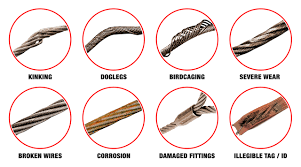 KINKING
DOGLEGS
BIRDCAGING
SEVERE WEAR
BROKEN WIRES
CORROSION
DAMAGED FITTINGS
ILLEGIBLE TAG / ID